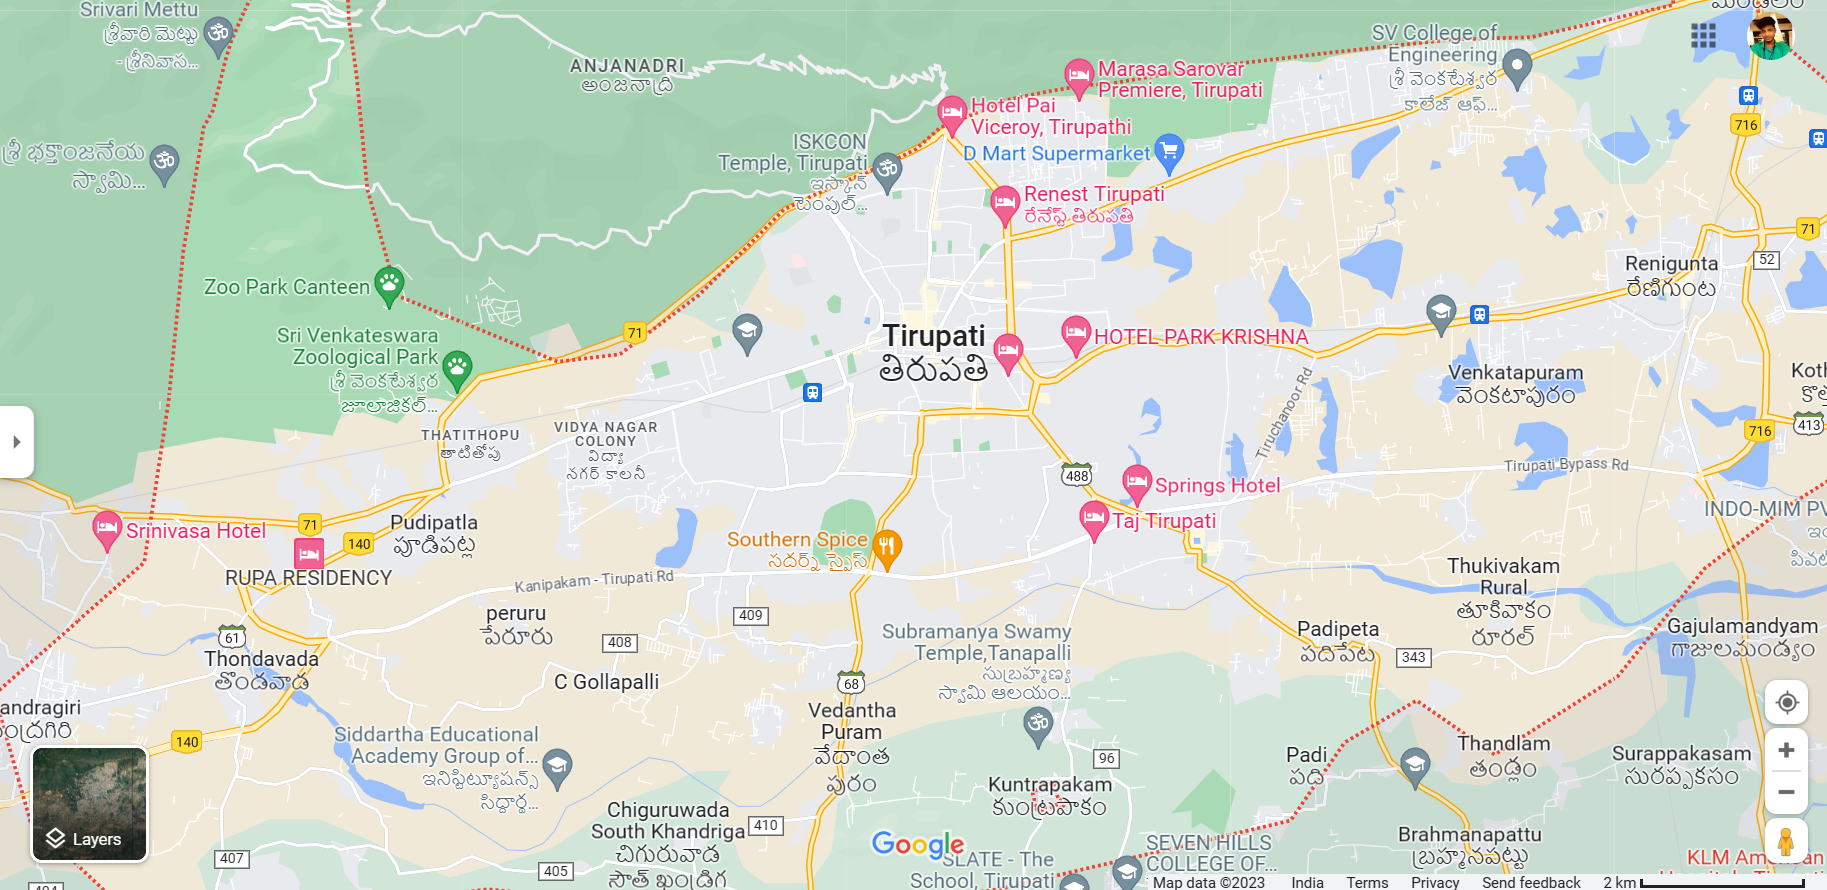 Srivari Mettu
శ్రీవారి మెట్టు
- శ్రీనివాస...
ANJANADRI
అంజనాద్రి
SV College of
Engineering
శ్రీ వెంకటేశ్వర
కాలేజ్ ఆఫ్...
Marasa Sarovar
Premiere, Tirupati
Hotel Pai
Viceroy, Tirupathi
716
శ్రీ భక్తాంజనేయ
స్వామి...
ISKCON
Temple, Tirupati
ఇస్కాన్
టెంపుల్...
D Mart Supermarket
Renest Tirupati
రేనేస్ట్ తిరుపతి
71
Renigunta
రేణిగుంట
52
Zoo Park Canteen
Sri Venkateswara
Zoological Park
శ్రీ వెంకటేశ్వర
జూలాజికల్...
71
Tirupati
తిరుపతి
HOTEL PARK KRISHNA
Venkatapuram
వెంకటాపురం
Tiruchanoor Rd
THATITHOPU
తాటితోపు
VIDYA NAGAR
COLONY
విద్యా
నగర్ కాలనీ
716
413
Tirupati Bypass Rd
488
Springs Hotel
Taj Tirupati
INDO-MIM PV
Srinivasa Hotel
71
140
Pudipatla
పూడిపట్ల
RUPA RESIDENCY
Southern Spice
సదర్న్ స్పైస్
Kanipakam - Tirupati Rd
Thukivakam
Rural
తూకివాకం
రూరల్
peruru
పేరూరు
409
408
61
Thondavada
తొండవాడ
C Gollapalli
68
Subramanya Swamy
Temple,Tanapalli
సుబ్రహ్మణ్య
స్వామి ఆలయం...
Padipeta
పదిపేట
343
Gajulamandyam
గాజులమండ్యం
andragiri
140
Siddartha Educational
Academy Group of...
ఇనిస్టిట్యూషన్స్
సిద్దార్థ...
Vedantha
Puram
వేదాంత
పురం
96
Kuntrapakam
కుంట్రపాకం
Padi
పడి
Thandlam
తండ్లం
Surappakasam
సురప్పకసం
Layers
Chiguruwada
South Khandriga
చిగురువాడ
సౌత్ ఖండ్రిగ
410
407
405
Google
SLATE - The
School, Tirupati
SEVEN HILLS
COLLEGE OF...
Brahmanapattu
బ్రహ్మనపట్టు
Map data ©2023 India Terms Privacy Send feedback 2 km